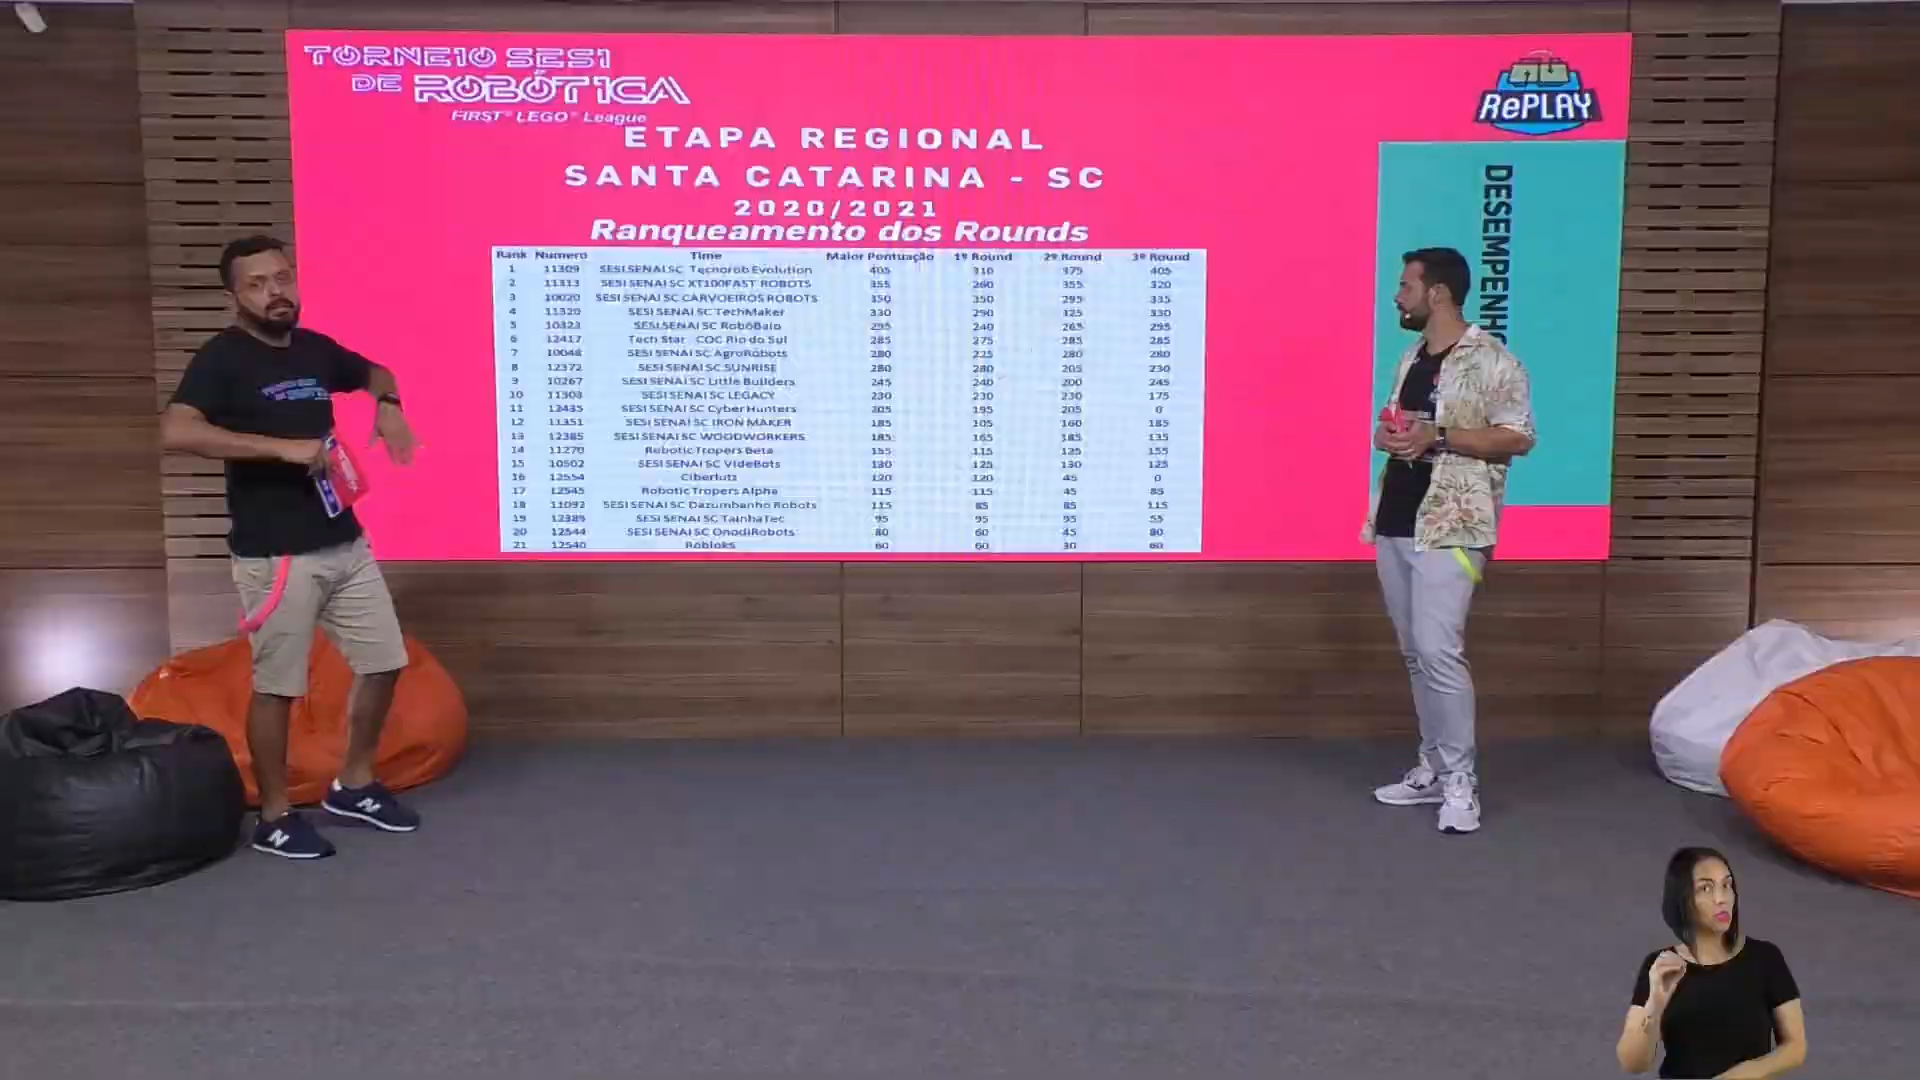 TORNEIO SESI
DE ROBÓTICA
FIRST® LEGO® League
RePLAY
ETAPA REGIONAL
SANTA CATARINA - SC
2020/2021
Ranqueamento dos Rounds
DESEMPENHO
Rank Numero Time Maior Pontuação 1º Round 2º Round 3º Round
1 11309 SESI SENAI SC Tecnorob Evolution 405 310 375 405
2 11313 SESI SENAI SC XT100FAST ROBOTS 355 260 355 320
3 10020 SESI SENAI SC CARVOEIROS ROBOTS 350 350 295 335
4 11320 SESI SENAI SC TechMaker 330 290 325 330
5 10323 SESI SENAI SC RobôBaio 295 240 265 295
6 12417 Tech Star COC Rio do Sul 285 275 285 285
7 10048 SESI SENAI SC AgroRobots 280 225 280 280
8 12372 SESI SENAI SC SUNRISE 280 280 205 230
9 10267 SESI SENAI SC Little Builders 245 240 200 245
10 11303 SESI SENAI SC LEGACY 230 230 230 175
11 12435 SESI SENAI SC Cyber Hunters 205 195 205 0
12 11351 SESI SENAI SC IRON MAKER 185 105 160 185
13 12385 SESI SENAI SC WOODWORKERS 185 165 185 135
14 11270 Robotic Tropers Beta 155 115 125 155
15 10502 SESI SENAI SC VideBots 130 125 130 125
16 12554 120 120 45 0
17 12545 Robotic Tropers Alpha 115 115 45 85
18 11092 SESI SENAI SC Dazumbanho Robots 115 85 85 115
19 12389 SESI SENAI SC TainhaTec 95 95 95 55
20 12544 SESI SENAI SC OnodiRobots 80 60 45 80
21 12540 Robloks 60 60 30 60
N
N